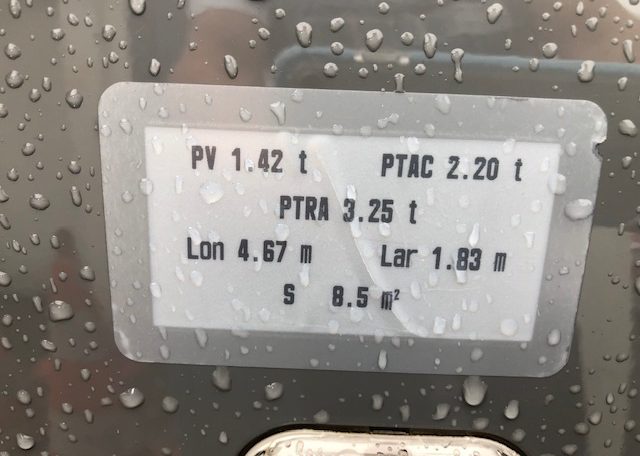 PV 1.42 t PTAC 2.20 t
PTRA 3.25 t
Lon 4.67 m Lar 1.83 m
S 8.5 m²